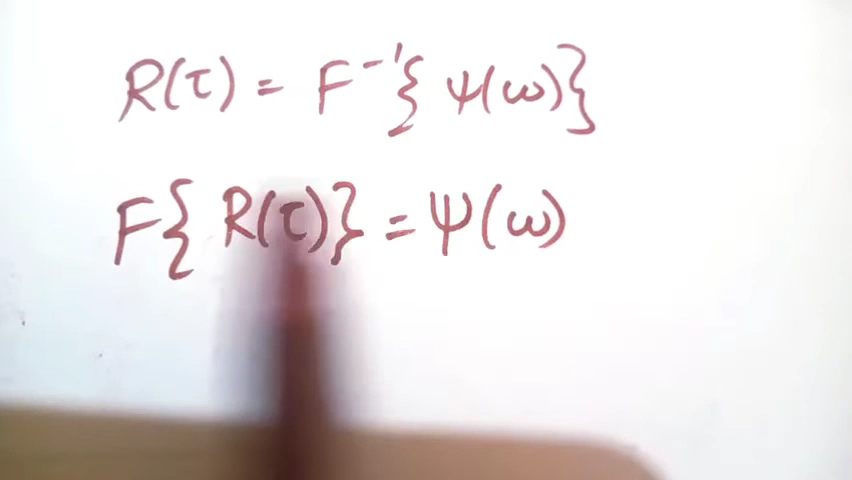 R(τ) = F⁻¹{ ψ(ω)}
F{ R(τ)} = ψ(ω)